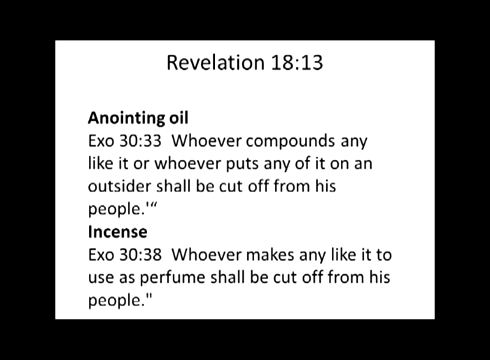 Revelation 18:13
Anointing oil
Exo 30:33  Whoever compounds any
like it or whoever puts any of it on an
outsider shall be cut off from his
people.'“
Incense
Exo 30:38  Whoever makes any like it to
use as perfume shall be cut off from his
people."